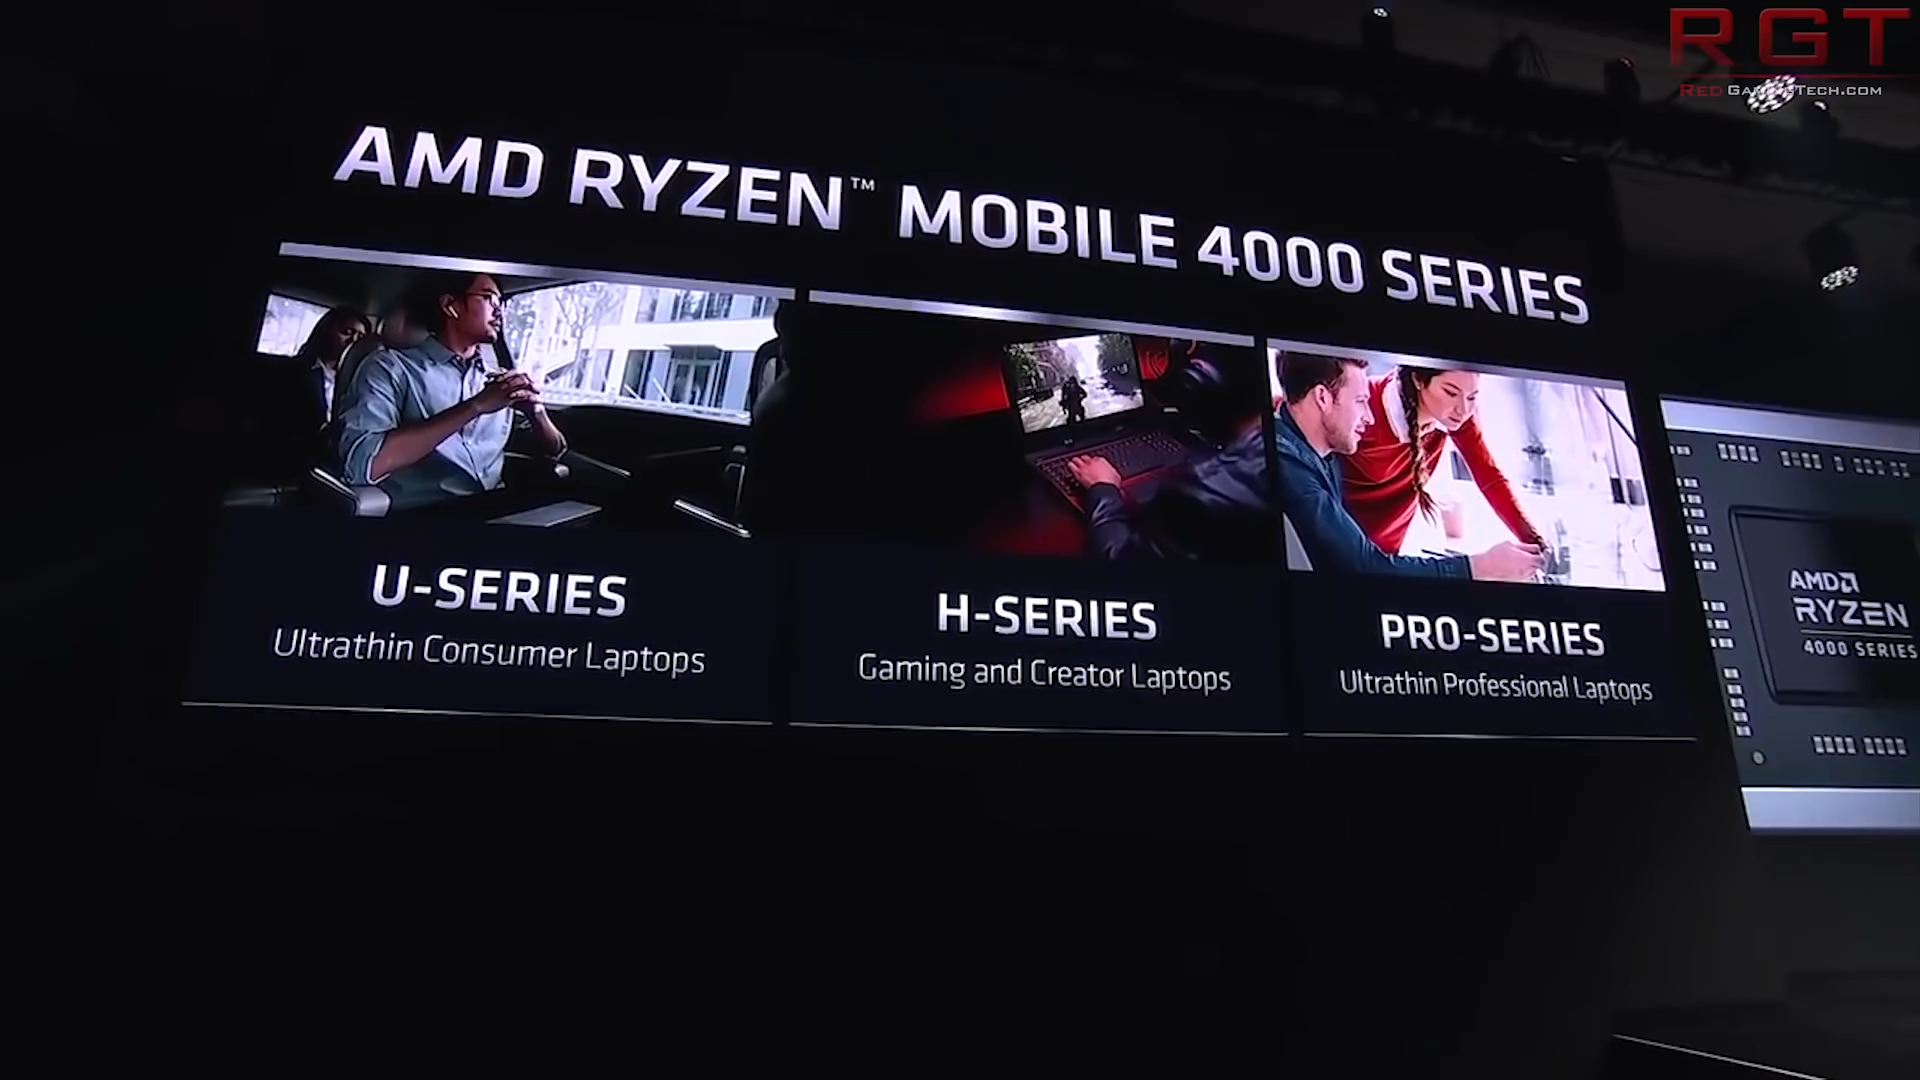 RGT
RedGamingTech.com
AMD RYZEN™ MOBILE 4000 SERIES
U-SERIES
Ultrathin Consumer Laptops
H-SERIES
Gaming and Creator Laptops
PRO-SERIES
Ultrathin Professional Laptops
AMD
RYZEN
4000 SERIES